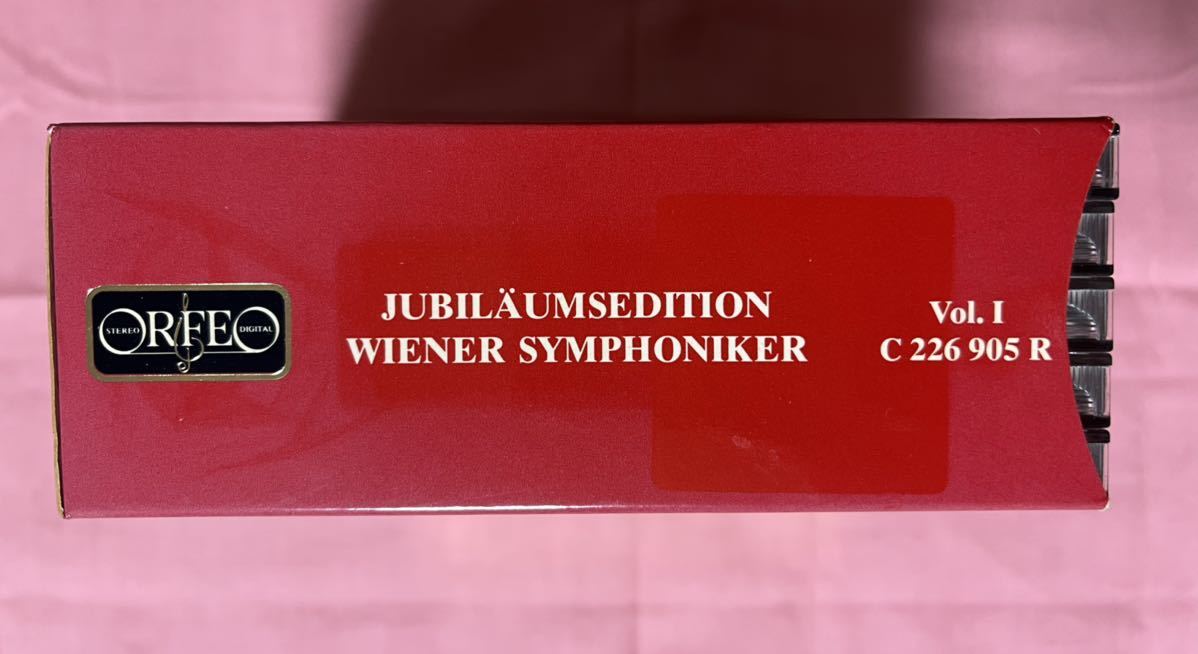 STEREO ORFEO DIGITAL
JUBILÄUMSEDITION
WIENER SYMPHONIKER
Vol. I
C 226 905 R